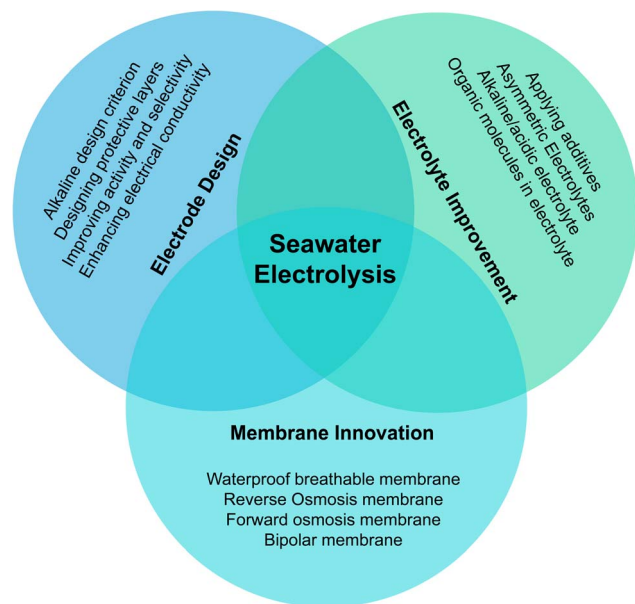 Alkaline design criterion
Designing protective layers
Improving activity and selectivity
Enhancing electrical conductivity
Electrode Design
Applying additives
Asymmetric Electrolytes
Alkaline/acidic electrolyte
Organic molecules in electrolyte
Electrolyte Improvement
Seawater
Electrolysis
Membrane Innovation
Waterproof breathable membrane
Reverse Osmosis membrane
Forward osmosis membrane
Bipolar membrane